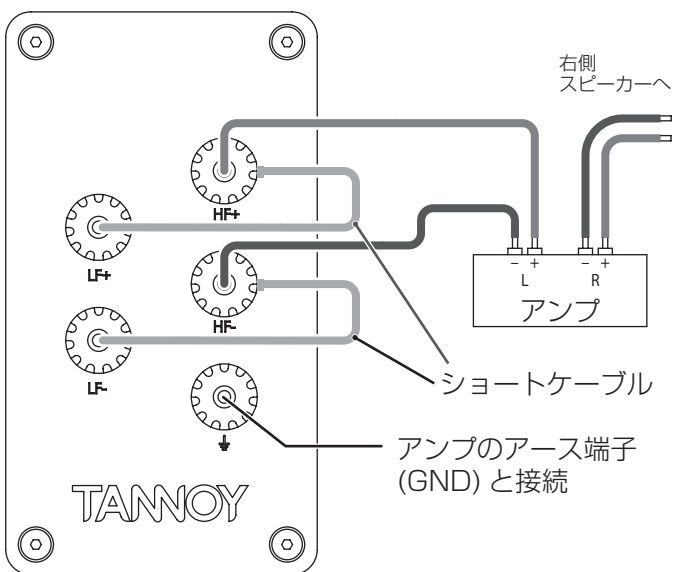 右側
スピーカーへ
HF+
LF+
HF-
LF-
⏚
TANNOY
− +
L
− +
R
アンプ
ショートケーブル
アンプのアース端子
(GND) と接続